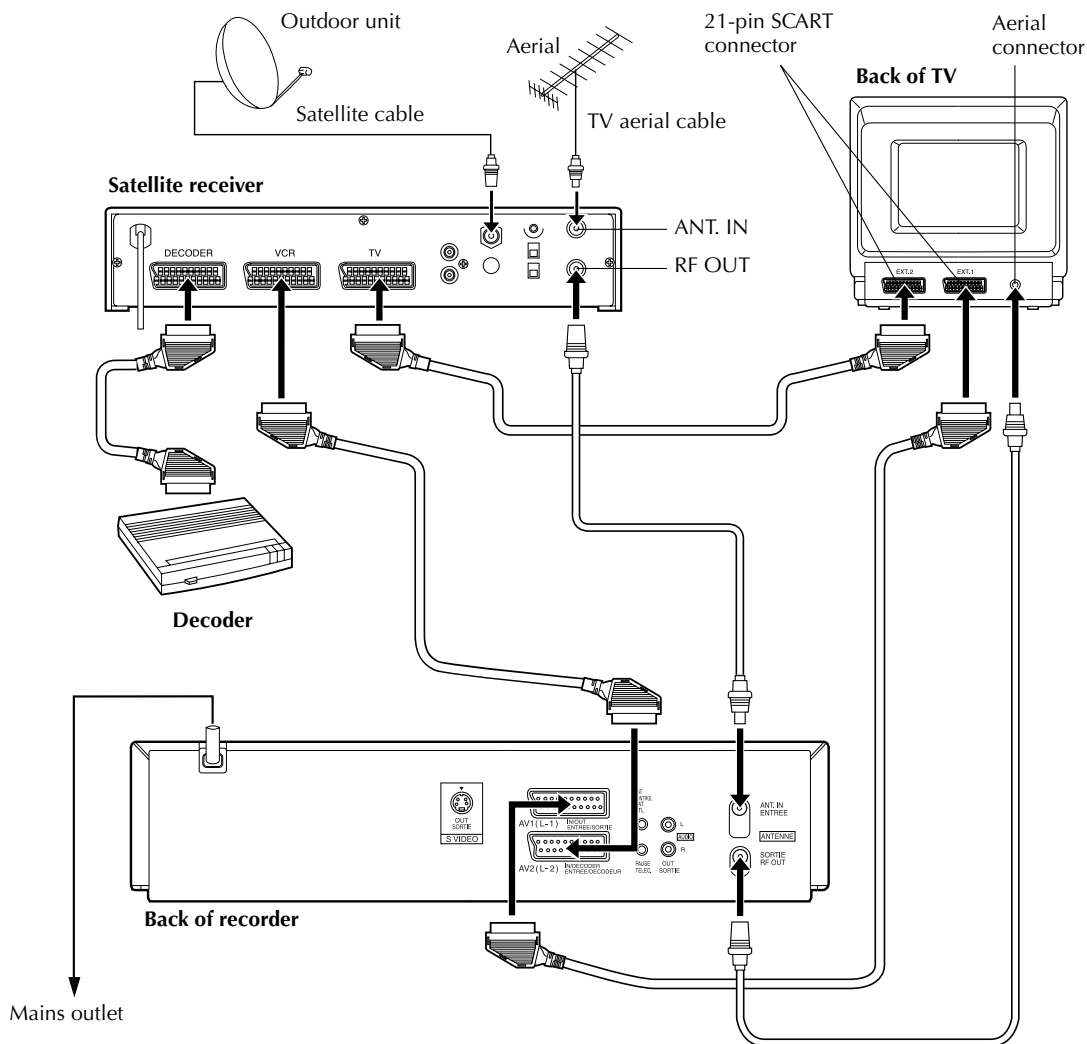 Outdoor unit
Aerial
21-pin SCART
connector
Aerial
connector
Back of TV
Satellite cable
TV aerial cable
Satellite receiver
ANT. IN
RF OUT
DECODER
VCR
TV
EXT.2
EXT.1
Decoder
OUT
SORTIE
S VIDEO
AV1(L-1)
IN/OUT
ENTREE/SORTIE
AV2(L-2)
IN/DECODER
ENTREE/DECODEUR
L
AUDIO
R
PAUSE
TELEC.
OUT
SORTIE
ANT. IN
ENTREE
ANTENNE
SORTIE
RF OUT
Back of recorder
Mains outlet